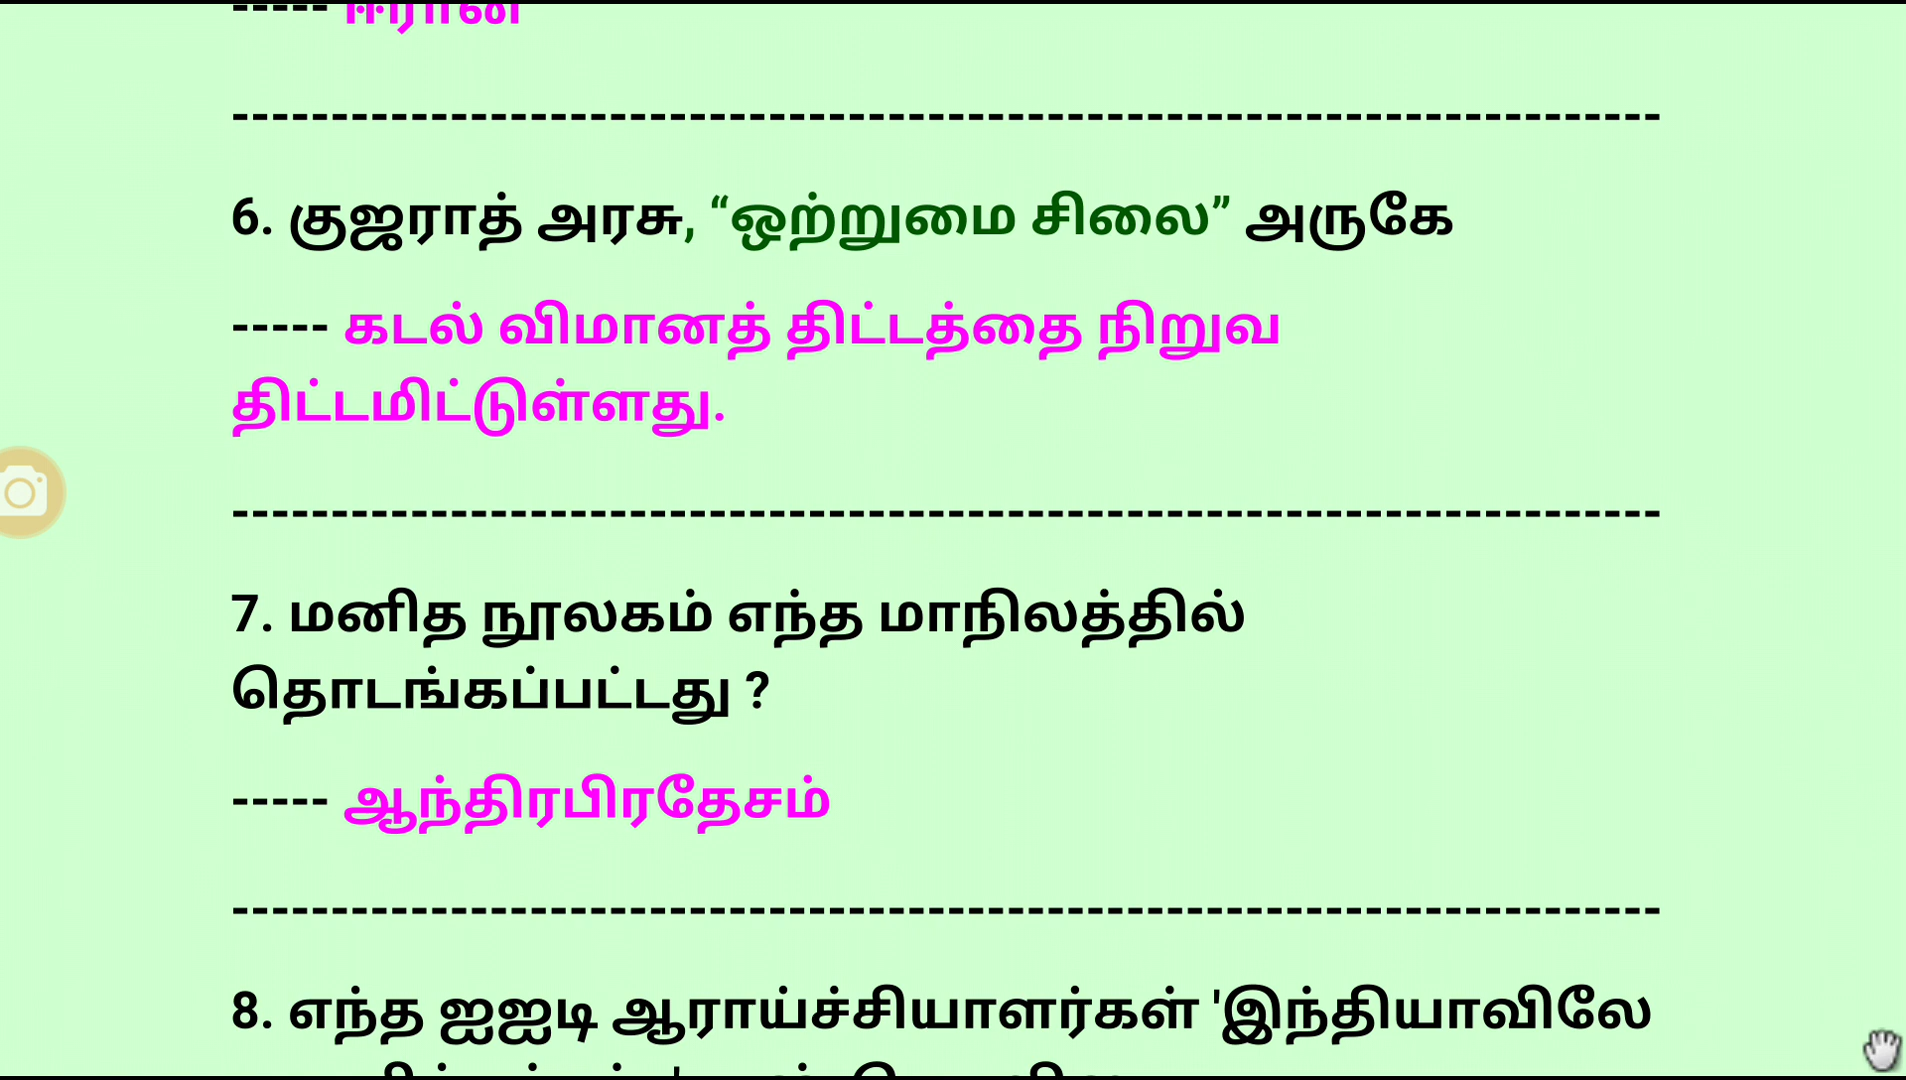 ----- ஈரான்
------------------------------------------------------------------------
6. குஜராத் அரசு, “ஒற்றுமை சிலை” அருகே
----- கடல் விமானத் திட்டத்தை நிறுவ
திட்டமிட்டுள்ளது.
------------------------------------------------------------------------
7. மனித நூலகம் எந்த மாநிலத்தில்
தொடங்கப்பட்டது ?
----- ஆந்திரபிரதேசம்
------------------------------------------------------------------------
8. எந்த ஐஐடி ஆராய்ச்சியாளர்கள் 'இந்தியாவிலே